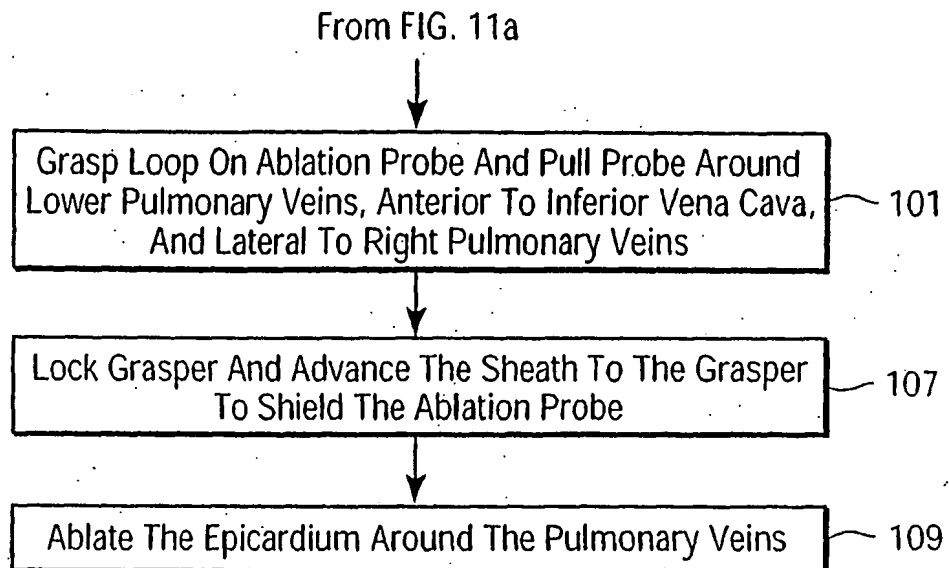 From FIG. 11a
Grasp Loop On Ablation Probe And Pull Probe Around
Lower Pulmonary Veins, Anterior To Inferior Vena Cava,
And Lateral To Right Pulmonary Veins
101
Lock Grasper And Advance The Sheath To The Grasper
To Shield The Ablation Probe
107
Ablate The Epicardium Around The Pulmonary Veins
109